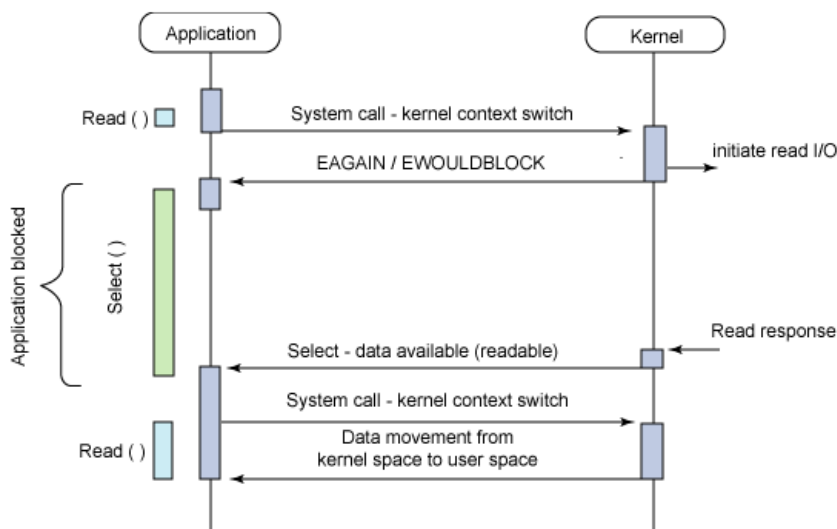 Application
Kernel
Read ( )
System call - kernel context switch
initiate read I/O
EAGAIN / EWOULDBLOCK
Application blocked
Select ( )
Read response
Select - data available (readable)
System call - kernel context switch
Read ( )
Data movement from
kernel space to user space